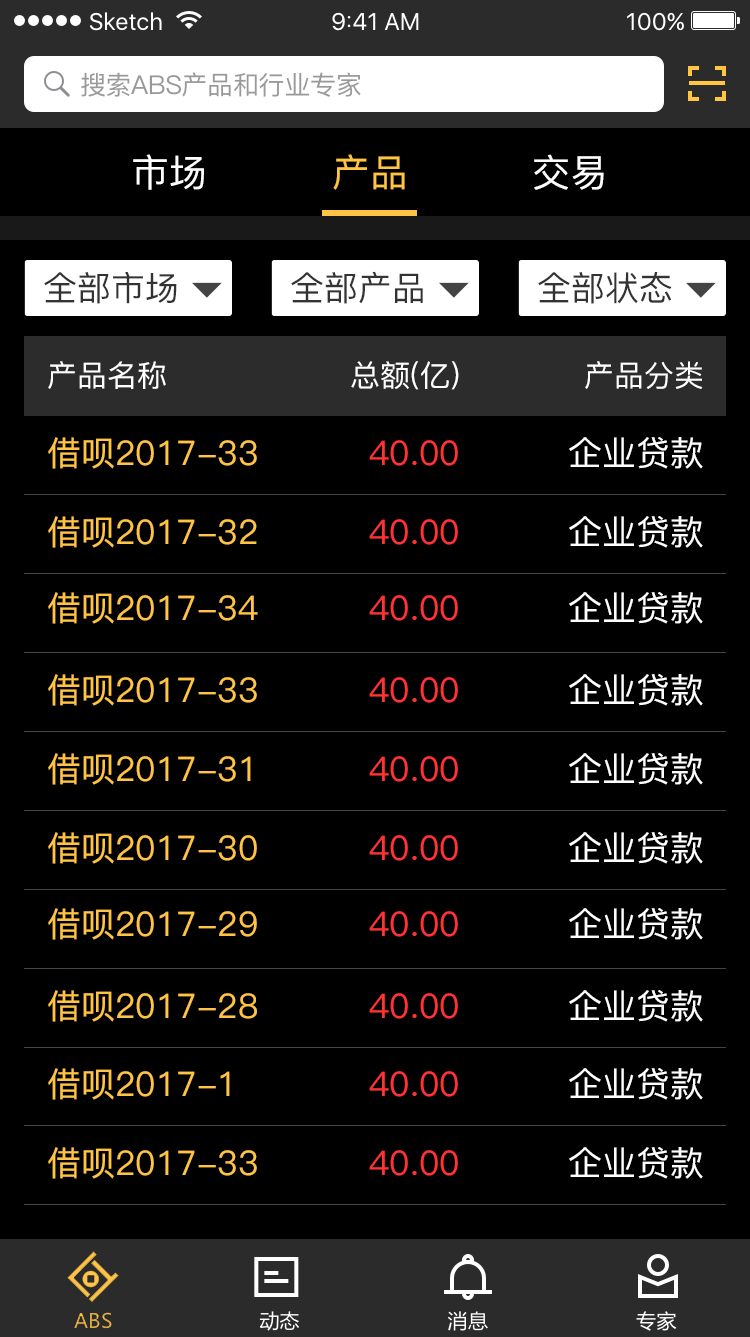 Sketch 9:41 AM 100%
搜索ABS产品和行业专家
市场 产品 交易
全部市场 全部产品 全部状态
产品名称 总额(亿) 产品分类
借呗2017-33 40.00 企业贷款
借呗2017-32 40.00 企业贷款
借呗2017-34 40.00 企业贷款
借呗2017-33 40.00 企业贷款
借呗2017-31 40.00 企业贷款
借呗2017-30 40.00 企业贷款
借呗2017-29 40.00 企业贷款
借呗2017-28 40.00 企业贷款
借呗2017-1 40.00 企业贷款
借呗2017-33 40.00 企业贷款
ABS 动态 消息 专家